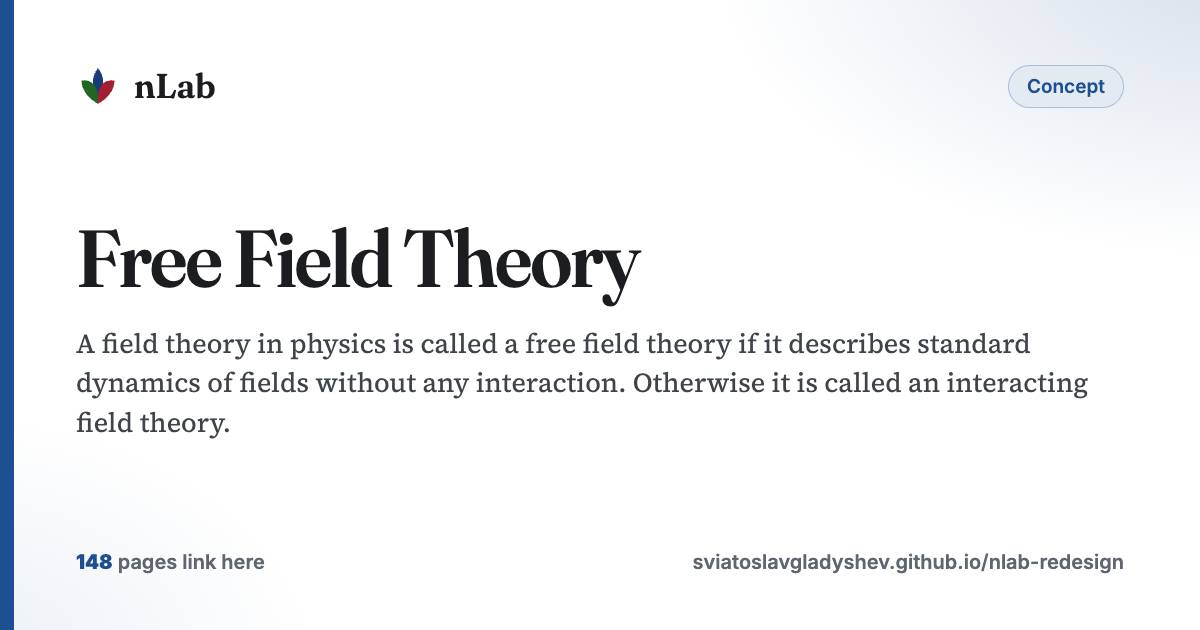 nLab
Concept
Free Field Theory
A field theory in physics is called a free field theory if it describes standard
dynamics of fields without any interaction. Otherwise it is called an interacting
field theory.
148 pages link here
sviatoslavgladyshev.github.io/nlab-redesign